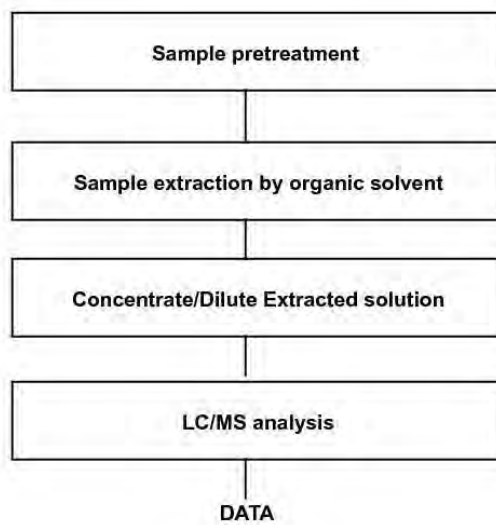 Sample pretreatment
Sample extraction by organic solvent
Concentrate/Dilute Extracted solution
LC/MS analysis
DATA